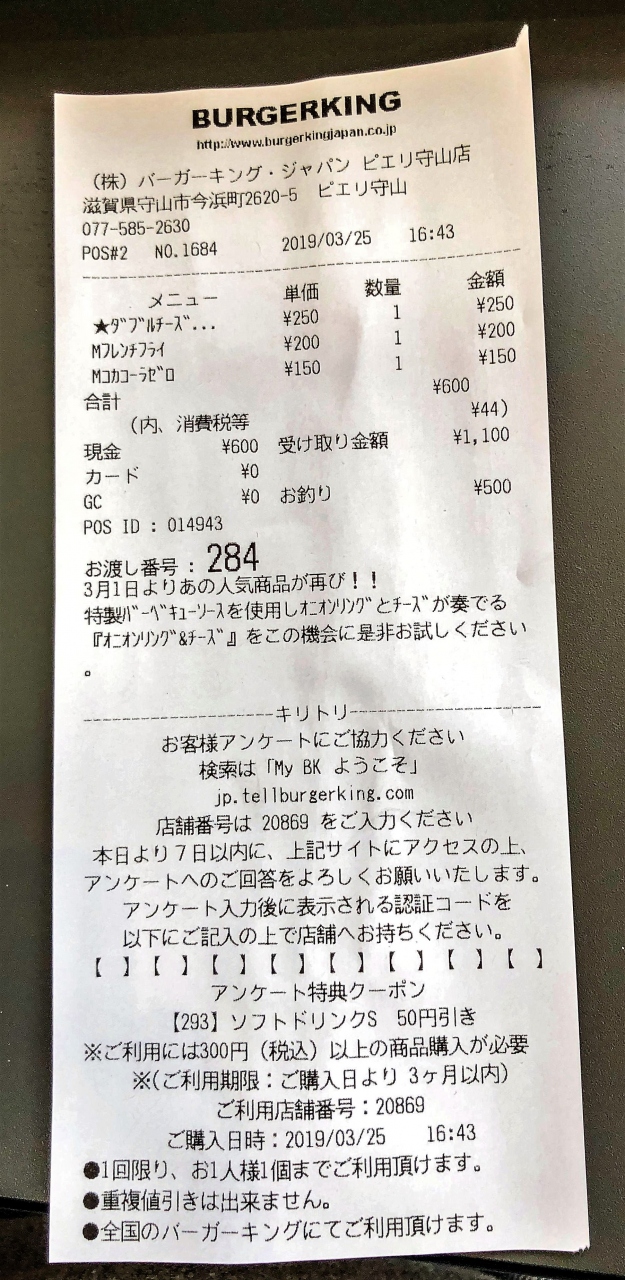 BURGERKING
http://www.burgerkingjapan.co.jp
（株）バーガーキング・ジャパン ピエリ守山店
滋賀県守山市今浜町2620-5 ピエリ守山
077-585-2630
POS#2 NO.1684 2019/03/25 16:43
メニュー 単価 数量 金額
★ﾀﾞﾌﾞﾙﾁｰｽﾞ... ¥250 1 ¥250
Mﾌﾚﾝﾁﾌﾗｲ ¥200 1 ¥200
Mｺｶｺｰﾗｾﾞﾛ ¥150 1 ¥150
合計 ¥600
（内、消費税等 ¥44）
現金 ¥600 受け取り金額 ¥1,100
カード ¥0
GC ¥0 お釣り ¥500
POS ID : 014943
お渡し番号 : 284
3月1日よりあの人気商品が再び！！
特製ﾊﾞｰﾍﾞｷｭｰｿｰｽを使用しｵﾆｵﾝﾘﾝｸﾞとﾁｰｽﾞが奏でる
『ｵﾆｵﾝﾘﾝｸﾞ&ﾁｰｽﾞ』をこの機会に是非お試しください
。
--------------------キリトリ--------------------
お客様アンケートにご協力ください
検索は「My BK ようこそ」
jp.tellburgerking.com
店舗番号は 20869 をご入力ください
本日より７日以内に、上記サイトにアクセスの上、
アンケートへのご回答をよろしくお願いいたします。
アンケート入力後に表示される認証コードを
以下にご記入の上で店舗へお持ちください。
【 】【 】【 】【 】【 】【 】【 】【 】
アンケート特典クーポン
【293】ソフトドリンクS 50円引き
※ご利用には300円（税込）以上の商品購入が必要
※(ご利用期限：ご購入日より 3ヶ月以内)
ご利用店舗番号：20869
ご購入日時：2019/03/25 16:43
●1回限り、お1人様1個までご利用頂けます。
●重複値引きは出来ません。
●全国のバーガーキングにてご利用頂けます。